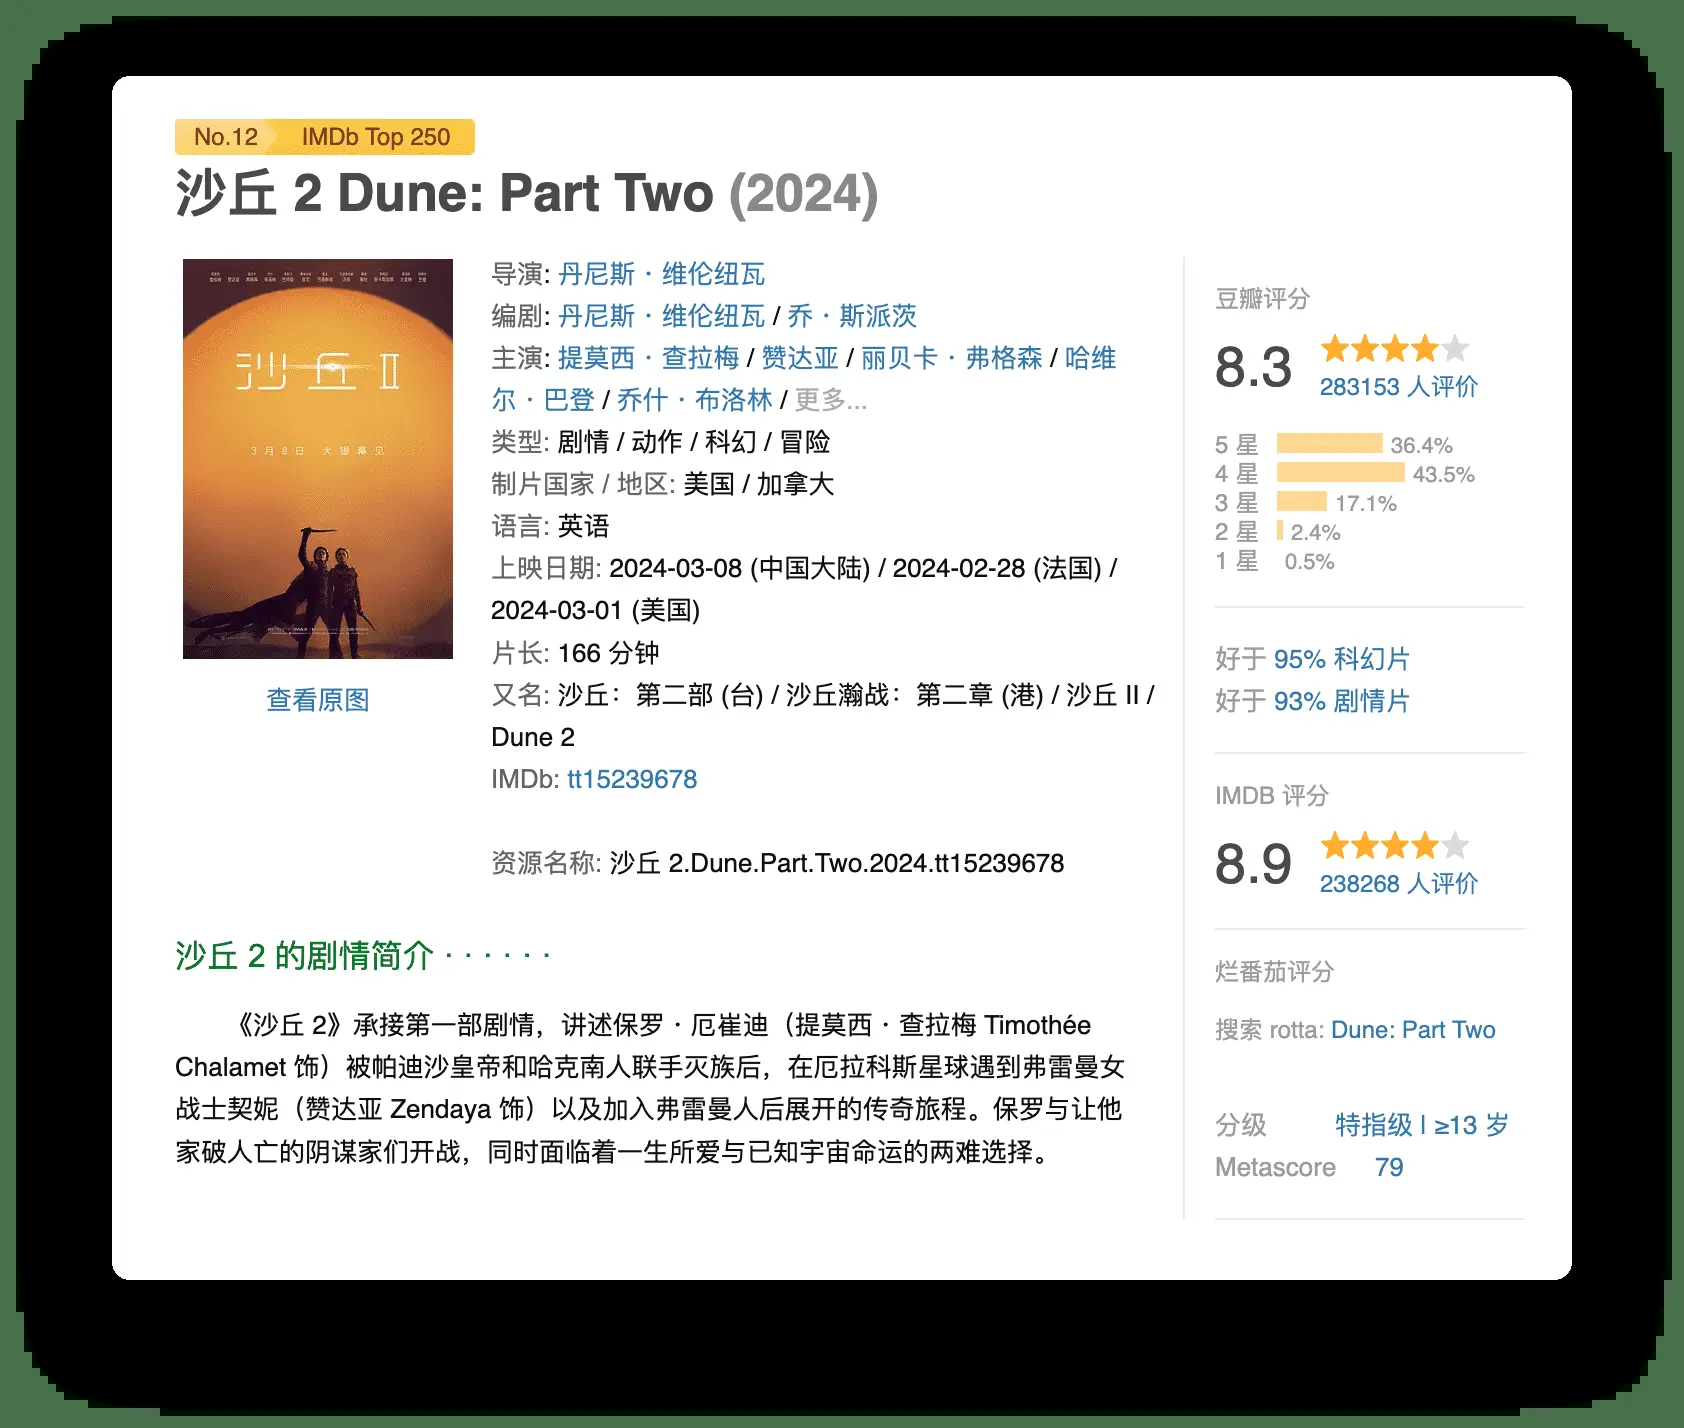 No.12 IMDb Top 250
沙丘 2 Dune: Part Two (2024)
沙丘 II
3月8日 大银幕见
查看原图
导演: 丹尼斯 · 维伦纽瓦
编剧: 丹尼斯 · 维伦纽瓦 / 乔 · 斯派茨
主演: 提莫西 · 查拉梅 / 赞达亚 / 丽贝卡 · 弗格森 / 哈维
尔 · 巴登 / 乔什 · 布洛林 / 更多...
类型: 剧情 / 动作 / 科幻 / 冒险
制片国家 / 地区: 美国 / 加拿大
语言: 英语
上映日期: 2024-03-08 (中国大陆) / 2024-02-28 (法国) /
2024-03-01 (美国)
片长: 166 分钟
又名: 沙丘：第二部 (台) / 沙丘瀚战：第二章 (港) / 沙丘 II /
Dune 2
IMDb: tt15239678
资源名称: 沙丘 2.Dune.Part.Two.2024.tt15239678
豆瓣评分
8.3
283153 人评价
5 星 36.4%
4 星 43.5%
3 星 17.1%
2 星 2.4%
1 星 0.5%
好于 95% 科幻片
好于 93% 剧情片
IMDB 评分
8.9
238268 人评价
烂番茄评分
搜索 rotta: Dune: Part Two
分级 特指级 | ≥13 岁
Metascore 79
沙丘 2 的剧情简介 · · · · · ·
《沙丘 2》承接第一部剧情，讲述保罗 · 厄崔迪（提莫西 · 查拉梅 Timothée
Chalamet 饰）被帕迪沙皇帝和哈克南人联手灭族后，在厄拉科斯星球遇到弗雷曼女
战士契妮（赞达亚 Zendaya 饰）以及加入弗雷曼人后展开的传奇旅程。保罗与让他
家破人亡的阴谋家们开战，同时面临着一生所爱与已知宇宙命运的两难选择。